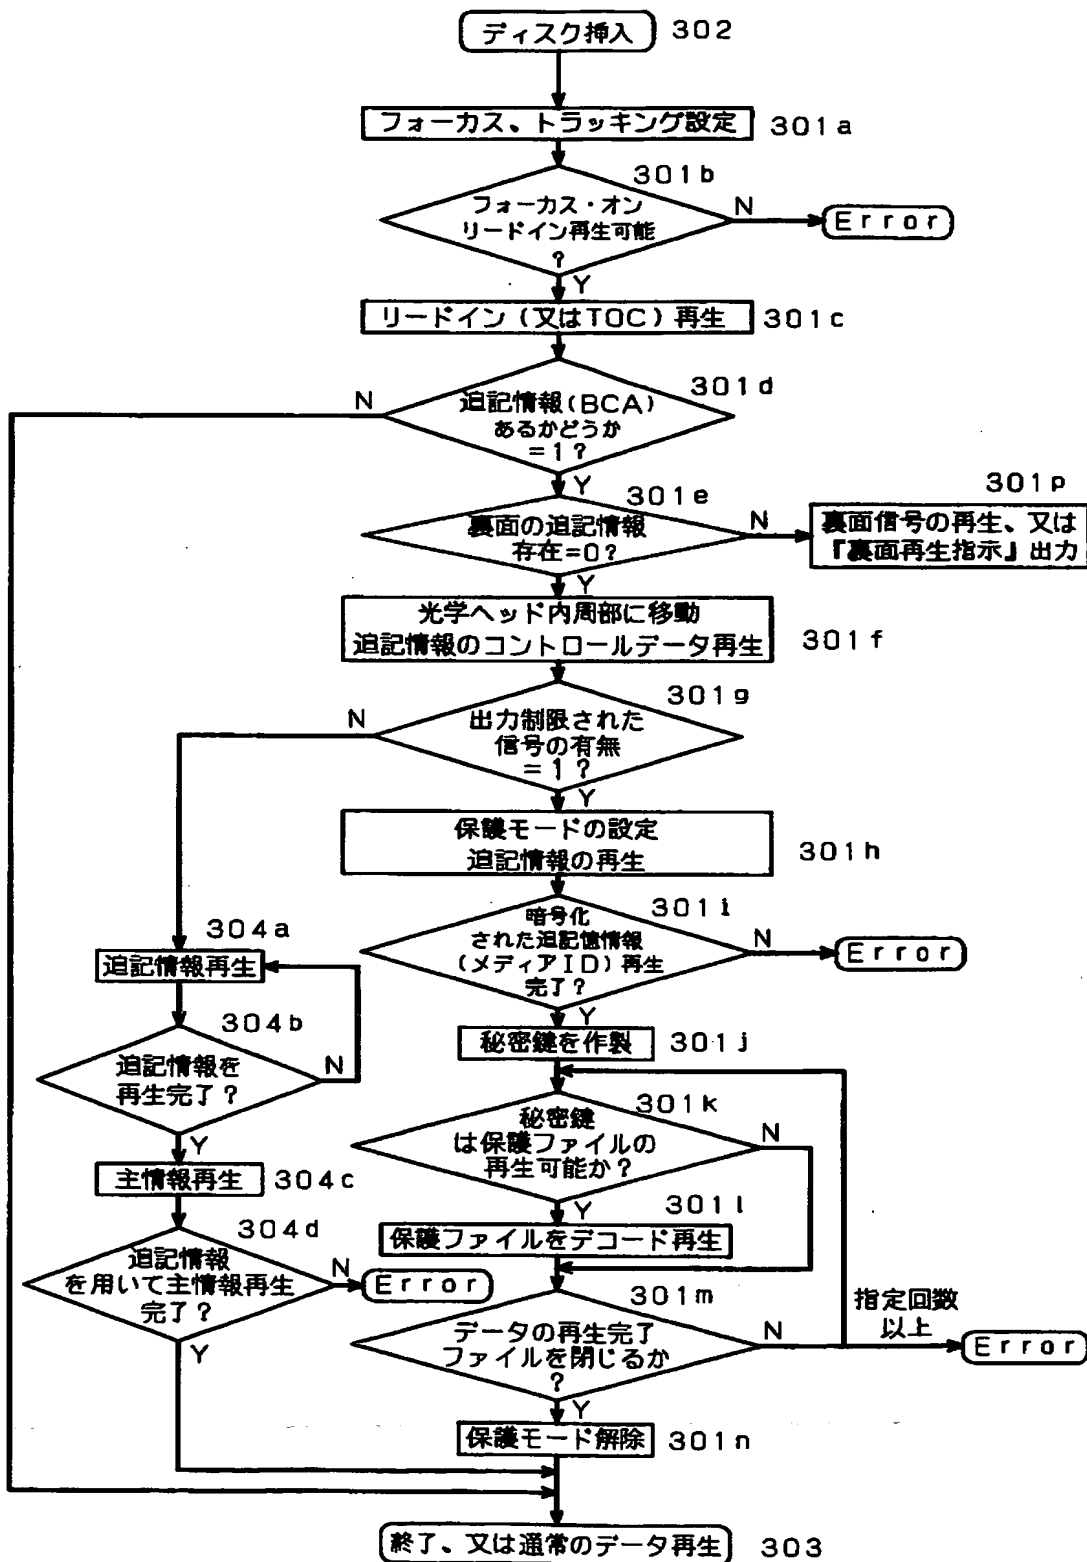 ディスク挿入 302
フォーカス、トラッキング設定 301a
301b
フォーカス・オン
リードイン再生可能
?
N
Error
Y
リードイン(又はTOC)再生 301c
301d
N
追記情報(BCA)
あるかどうか
=1?
Y
301e
301p
裏面の追記情報
存在=0?
N
裏面信号の再生、又は
『裏面再生指示』出力
Y
光学ヘッド内周部に移動
追記情報のコントロールデータ再生
301f
301g
N
出力制限された
信号の有無
=1?
Y
保護モードの設定
追記情報の再生
301h
301i
暗号化
された追記憶情報
(メディアID)再生
完了?
N
Error
Y
304a
追記情報再生
304b
追記情報を
再生完了?
N
Y
主情報再生 304c
304d
追記情報
を用いて主情報再生
完了?
N
Error
Y
秘密鍵を作製 301j
301k
秘密鍵
は保護ファイルの
再生可能か?
N
Y
301l
保護ファイルをデコード再生
301m
データの再生完了
ファイルを閉じるか
?
N
指定回数
以上
Error
Y
保護モード解除 301n
終了、又は通常のデータ再生 303